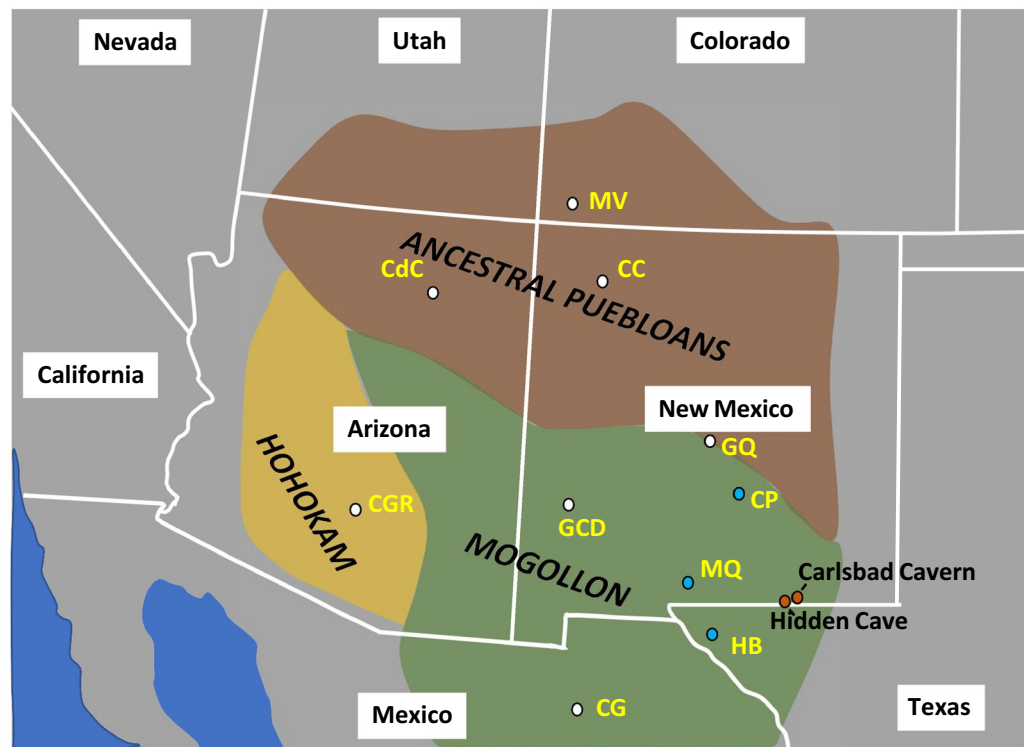 Nevada
Utah
Colorado
MV
ANCESTRAL PUEBLOANS
CdC
CC
California
New Mexico
Arizona
GQ
HOHOKAM
CP
CGR
GCD
MOGOLLON
MQ
Carlsbad Cavern
Hidden Cave
HB
CG
Mexico
Texas